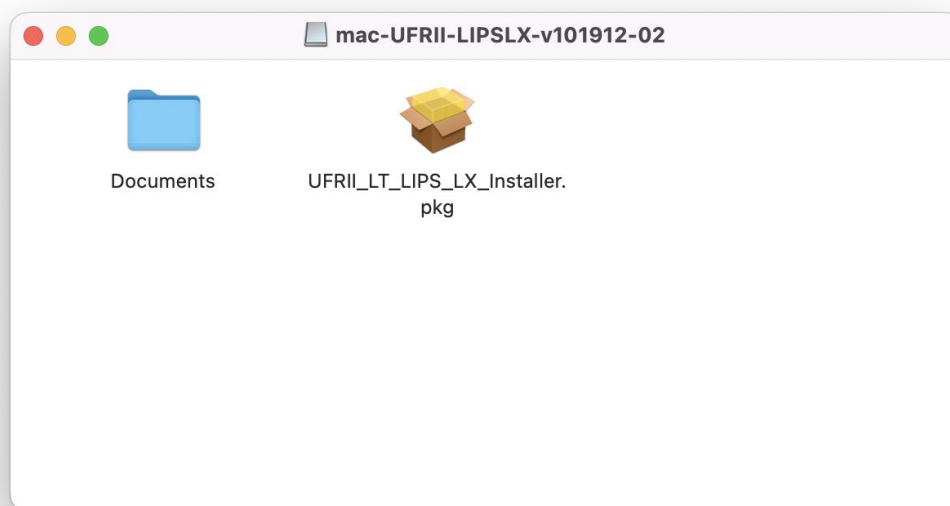 mac-UFRII-LIPSLX-v101912-02
Documents
UFRII_LT_LIPS_LX_Installer.
pkg